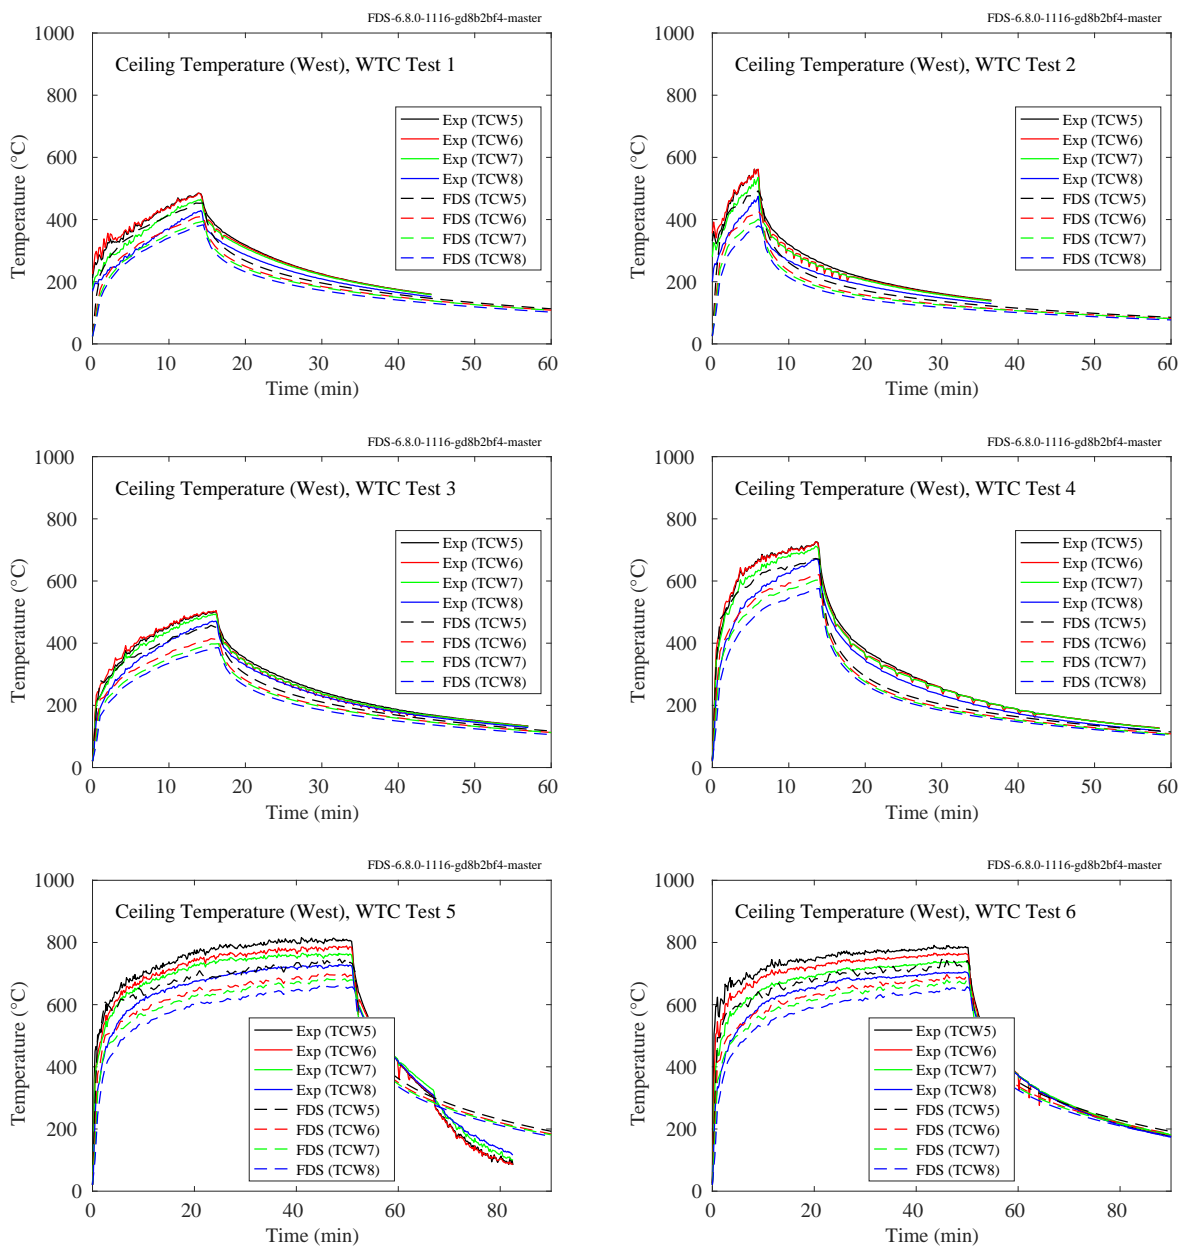 FDS-6.8.0-1116-gd8b2bf4-master
Ceiling Temperature (West), WTC Test 1
Temperature (°C)
1000
800
600
400
200
0
Exp (TCW5)
Exp (TCW6)
Exp (TCW7)
Exp (TCW8)
FDS (TCW5)
FDS (TCW6)
FDS (TCW7)
FDS (TCW8)
0 10 20 30 40 50 60
Time (min)
FDS-6.8.0-1116-gd8b2bf4-master
Ceiling Temperature (West), WTC Test 2
Temperature (°C)
1000
800
600
400
200
0
Exp (TCW5)
Exp (TCW6)
Exp (TCW7)
Exp (TCW8)
FDS (TCW5)
FDS (TCW6)
FDS (TCW7)
FDS (TCW8)
0 10 20 30 40 50 60
Time (min)
FDS-6.8.0-1116-gd8b2bf4-master
Ceiling Temperature (West), WTC Test 3
Temperature (°C)
1000
800
600
400
200
0
Exp (TCW5)
Exp (TCW6)
Exp (TCW7)
Exp (TCW8)
FDS (TCW5)
FDS (TCW6)
FDS (TCW7)
FDS (TCW8)
0 10 20 30 40 50 60
Time (min)
FDS-6.8.0-1116-gd8b2bf4-master
Ceiling Temperature (West), WTC Test 4
Temperature (°C)
1000
800
600
400
200
0
Exp (TCW5)
Exp (TCW6)
Exp (TCW7)
Exp (TCW8)
FDS (TCW5)
FDS (TCW6)
FDS (TCW7)
FDS (TCW8)
0 10 20 30 40 50 60
Time (min)
FDS-6.8.0-1116-gd8b2bf4-master
Ceiling Temperature (West), WTC Test 5
Temperature (°C)
1000
800
600
400
200
0
Exp (TCW5)
Exp (TCW6)
Exp (TCW7)
Exp (TCW8)
FDS (TCW5)
FDS (TCW6)
FDS (TCW7)
FDS (TCW8)
0 20 40 60 80
Time (min)
FDS-6.8.0-1116-gd8b2bf4-master
Ceiling Temperature (West), WTC Test 6
Temperature (°C)
1000
800
600
400
200
0
Exp (TCW5)
Exp (TCW6)
Exp (TCW7)
Exp (TCW8)
FDS (TCW5)
FDS (TCW6)
FDS (TCW7)
FDS (TCW8)
0 20 40 60 80
Time (min)